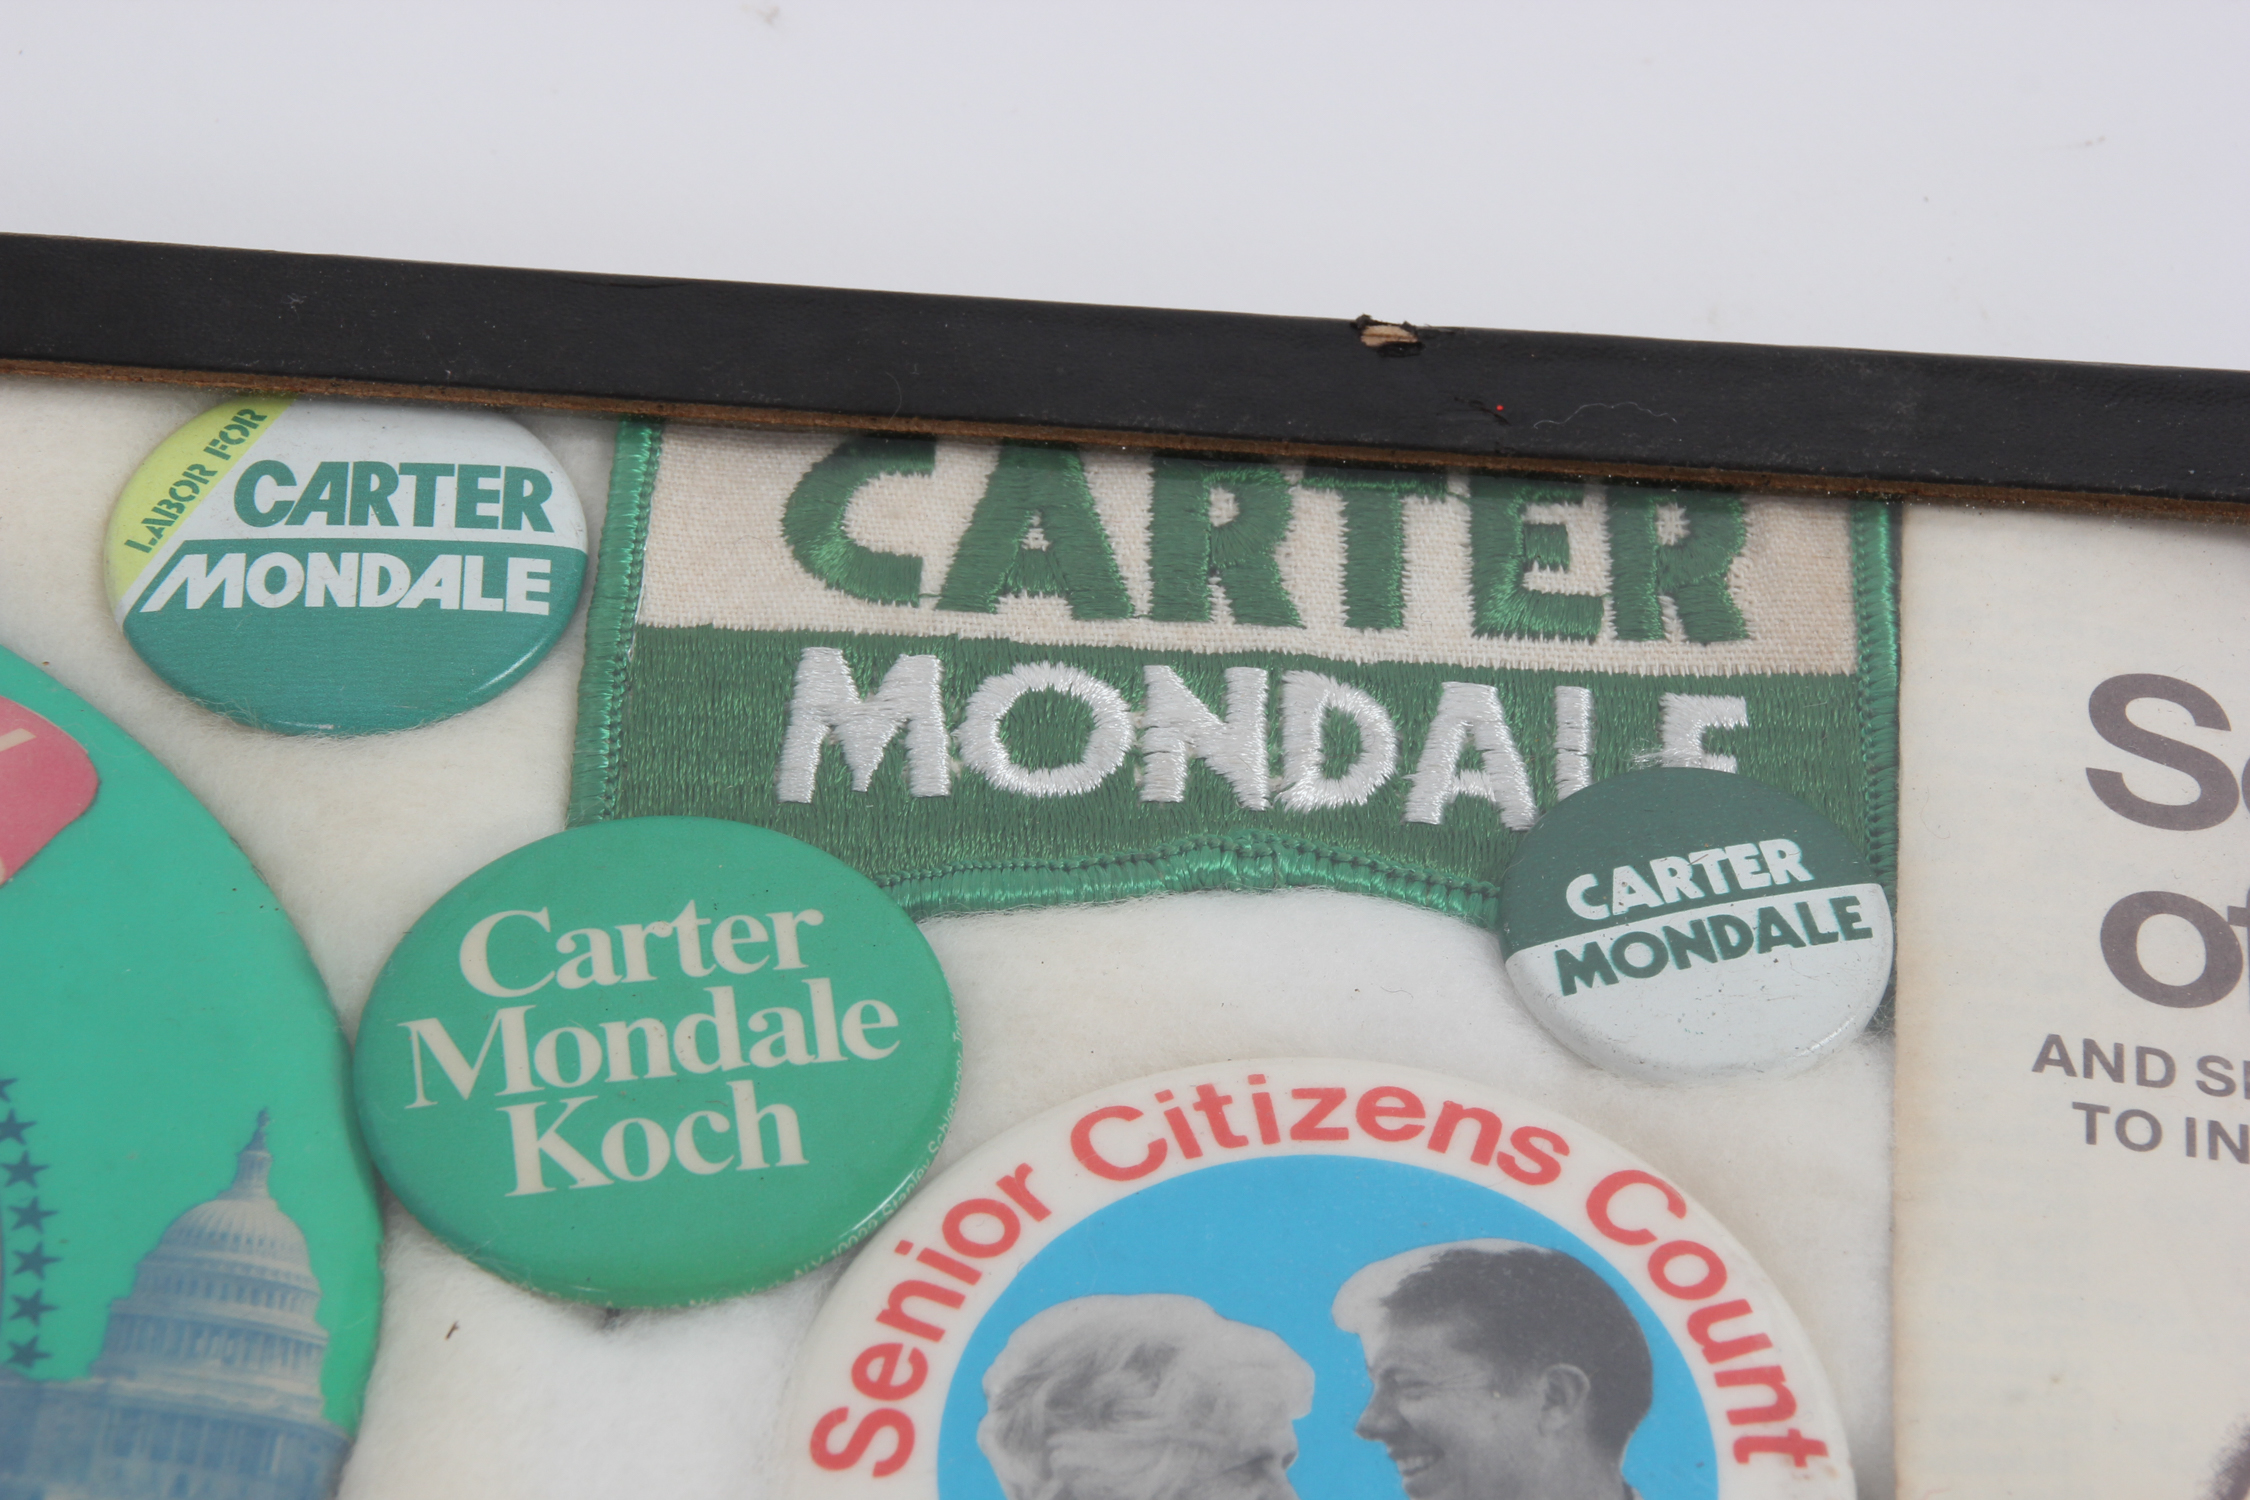 LABOR FOR
CARTER
MONDALE
CARTER
MONDALE
CARTER
MONDALE
Carter
Mondale
Koch
Senior Citizens Count
AND
TO